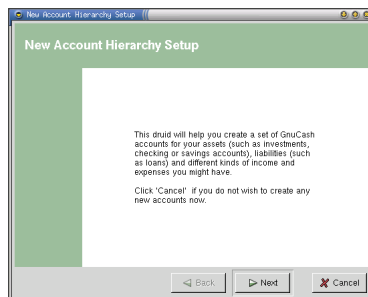 New Account Hierarchy Setup
New Account Hierarchy Setup
This druid will help you create a set of GnuCash
accounts for your assets (such as investments,
checking or savings accounts), liabilities (such
as loans) and different kinds of income and
expenses you might have.
Click 'Cancel' if you do not wish to create any
new accounts now.
Back
Next
Cancel